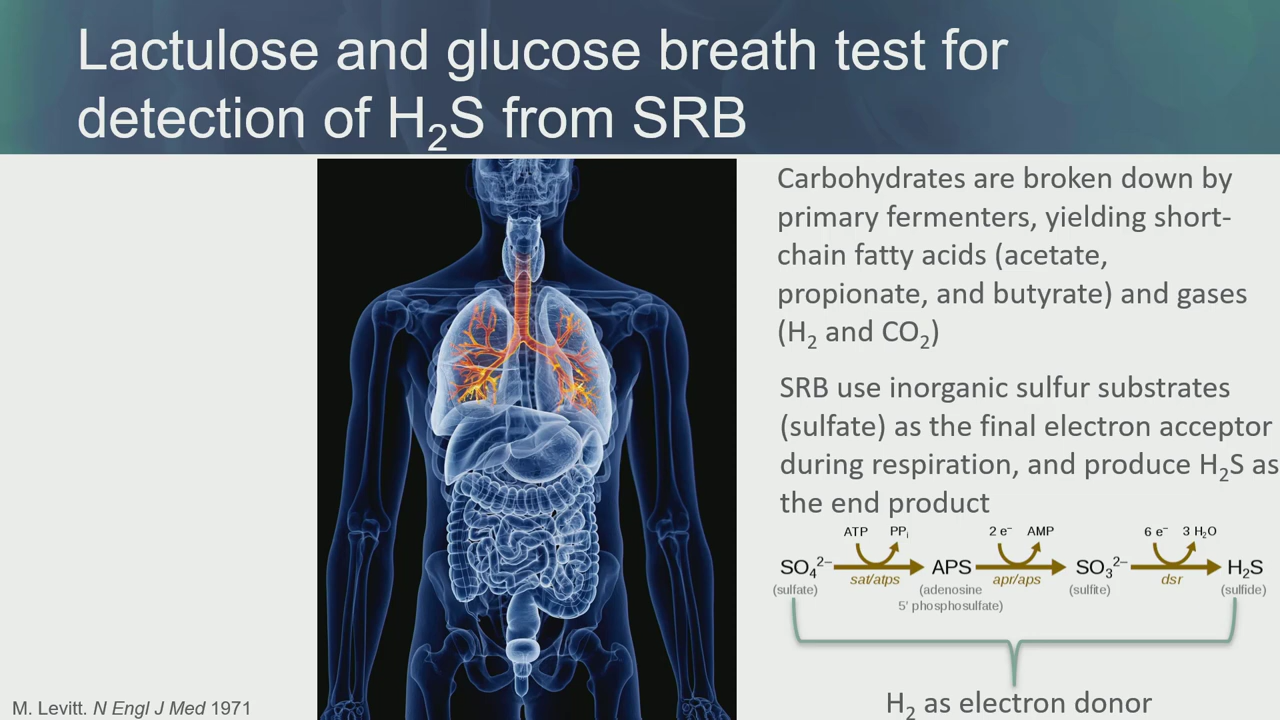 Lactulose and glucose breath test for
detection of H₂S from SRB
Carbohydrates are broken down by
primary fermenters, yielding short-
chain fatty acids (acetate,
propionate, and butyrate) and gases
(H₂ and CO₂)
SRB use inorganic sulfur substrates
(sulfate) as the final electron acceptor
during respiration, and produce H₂S as
the end product
ATP PPᵢ 2 e⁻ AMP 6 e⁻ 3 H₂O
SO₄²⁻ APS SO₃²⁻ H₂S
sat/atps apr/aps dsr
(sulfate) (adenosine (sulfite) (sulfide)
5' phosphosulfate)
H₂ as electron donor
M. Levitt. N Engl J Med 1971